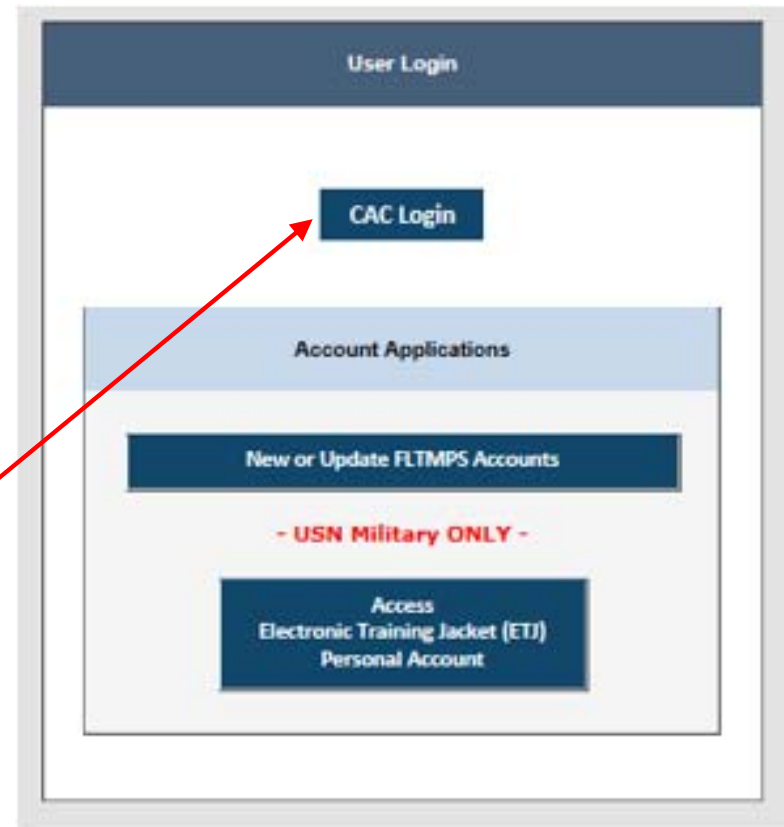 User Login
CAC Login
Account Applications
New or Update FLTMPS Accounts
- USN Military ONLY -
Access
Electronic Training Jacket (ETJ)
Personal Account